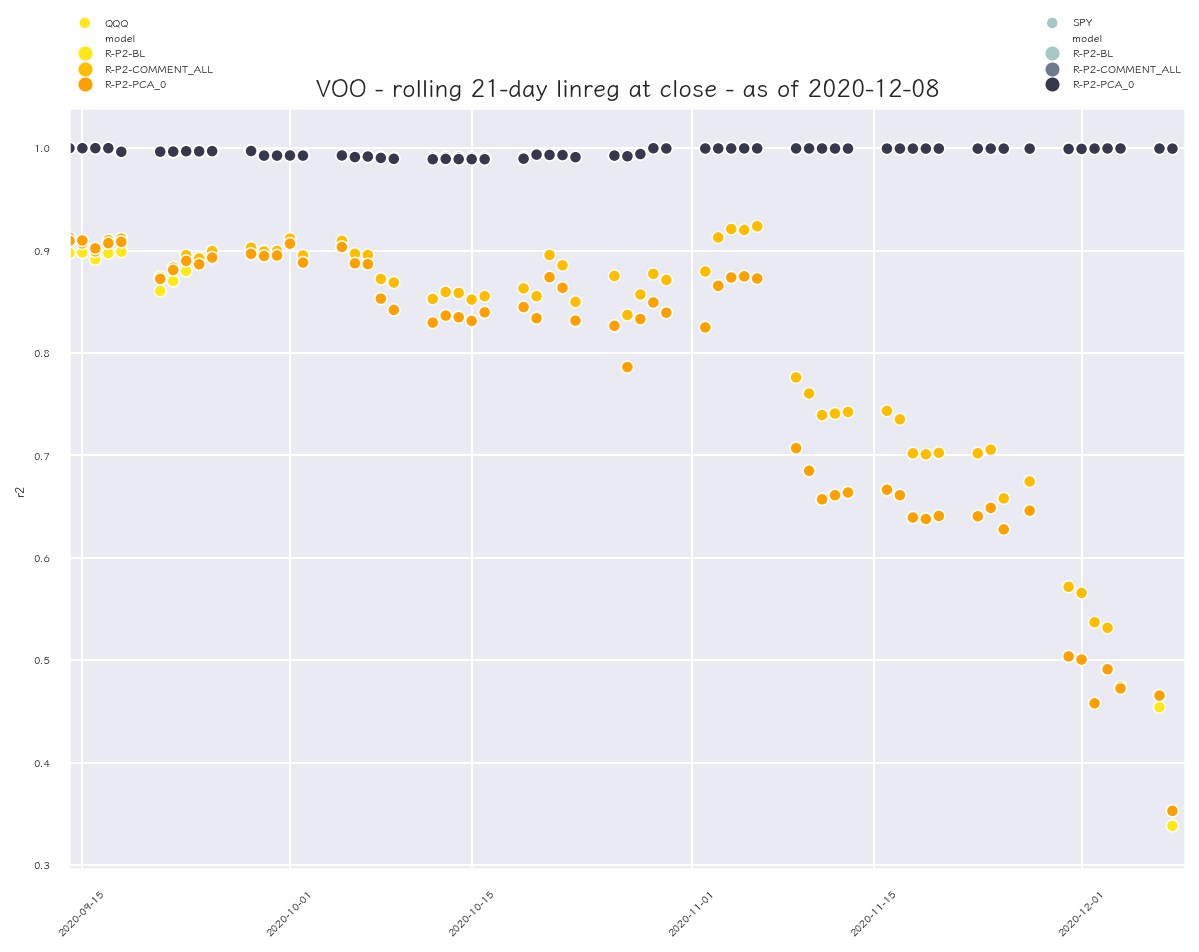 QQQ
model
R-P2-BL
R-P2-COMMENT_ALL
R-P2-PCA_0
SPY
model
R-P2-BL
R-P2-COMMENT_ALL
R-P2-PCA_0
VOO - rolling 21-day linreg at close - as of 2020-12-08
r2
1.0
0.9
0.8
0.7
0.6
0.5
0.4
0.3
2020-09-15
2020-10-01
2020-10-15
2020-11-01
2020-11-15
2020-12-01